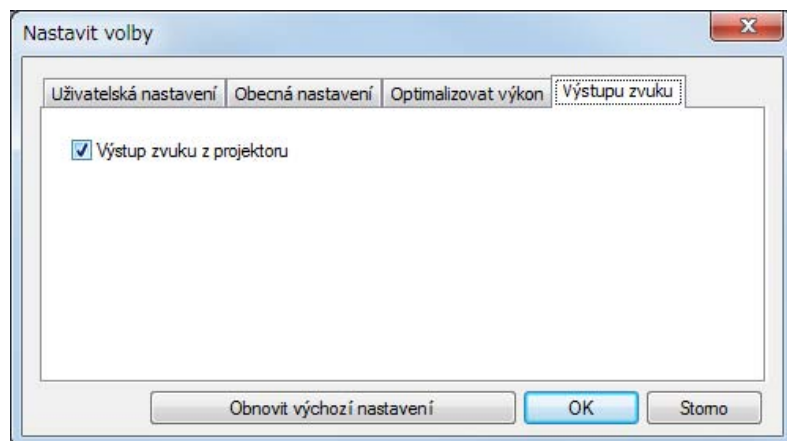 Nastavit volby
Uživatelská nastavení Obecná nastavení Optimalizovat výkon Výstupu zvuku
Výstup zvuku z projektoru
Obnovit výchozí nastavení OK Storno